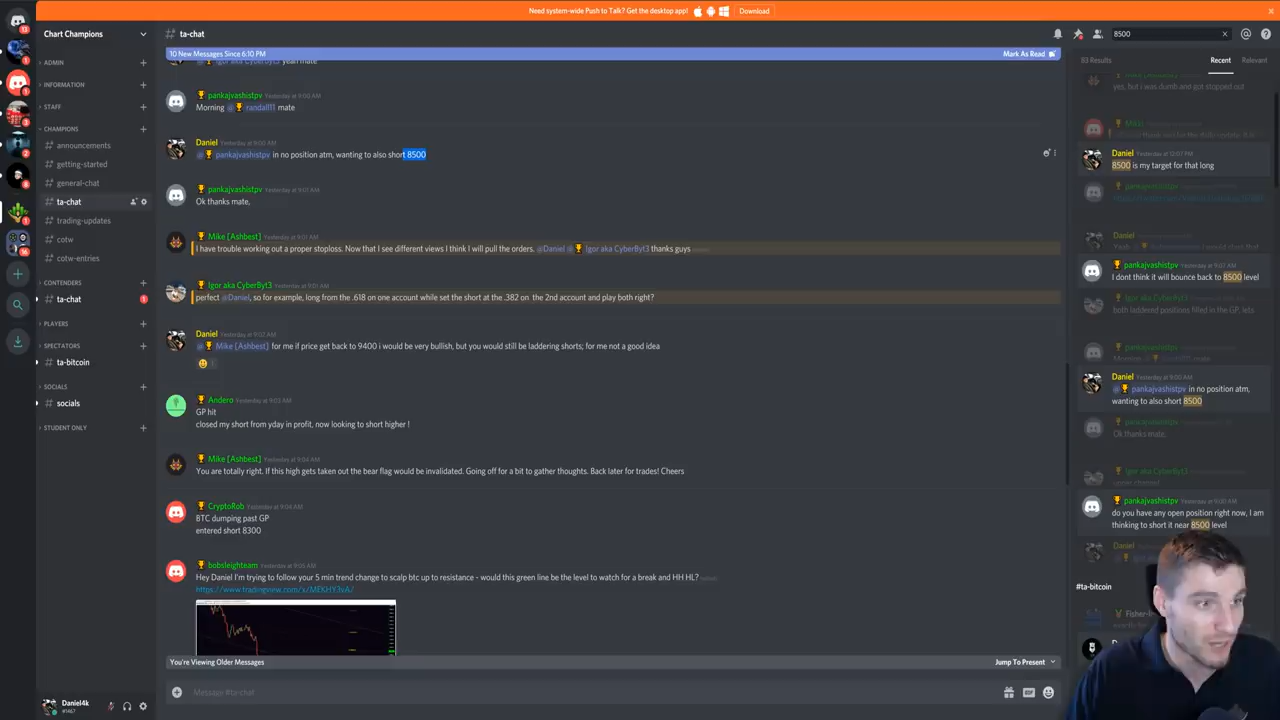 Need system-wide Push to Talk? Get the desktop app!
Download
Chart Champions
# ta-chat
8500
ADMIN
INFORMATION
STAFF
CHAMPIONS
announcements
getting-started
general-chat
# ta-chat
trading-updates
cotw
cotw-entries
CONTENDERS
# ta-chat
PLAYERS
SPECTATORS
# ta-bitcoin
SOCIALS
# socials
STUDENT ONLY
Daniel4k
#1467
10 New Messages Since 6:10 PM
Mark As Read
Igor aka CyberByt3 yeah mate
pankajvashistpv Yesterday at 9:00 AM
Morning @ randall11 mate
Daniel Yesterday at 9:00 AM
@ pankajvashistpv in no position atm, wanting to also short 8500
pankajvashistpv Yesterday at 9:01 AM
Ok thanks mate,
Mike [Ashbest] Yesterday at 9:01 AM
I have trouble working out a proper stoploss. Now that I see different views I think I will pull the orders. @Daniel @ Igor aka CyberByt3 thanks guys
Igor aka CyberByt3 Yesterday at 9:01 AM
perfect @Daniel, so for example, long from the .618 on one account while set the short at the .382 on the 2nd account and play both right?
Daniel Yesterday at 9:02 AM
@ Mike [Ashbest] for me if price get back to 9400 i would be very bullish, but you would still be laddering shorts; for me not a good idea
1
Andero Yesterday at 9:03 AM
GP hit
closed my short from yday in profit, now looking to short higher !
Mike [Ashbest] Yesterday at 9:04 AM
You are totally right. If this high gets taken out the bear flag would be invalidated. Going off for a bit to gather thoughts. Back later for trades! Cheers
CryptoRob Yesterday at 9:04 AM
BTC dumping past GP
entered short 8300
bobsleighteam Yesterday at 9:05 AM
Hey Daniel I'm trying to follow your 5 min trend change to scalp btc up to resistance - would this green line be the level to watch for a break and HH HL?
https://www.tradingview.com/x/MEKHY3vA/
You're Viewing Older Messages
Jump To Present
Message #ta-chat
83 Results
Recent
Relevant
yes, but i was dumb and got stopped out
Daniel Yesterday at 12:07 PM
8500 is my target for that long
Daniel
pankajvashistpv Yesterday at 9:07 AM
I dont think it will bounce back to 8500 level
Igor aka CyberByt3
both laddered positions filled in the GP, lets
pankajvashistpv
Daniel Yesterday at 9:00 AM
@ pankajvashistpv in no position atm,
wanting to also short 8500
pankajvashistpv
Ok thanks mate,
Igor aka CyberByt3
pankajvashistpv Yesterday at 9:00 AM
do you have any open position right now, I am
thinking to short it near 8500 level
Daniel
#ta-bitcoin